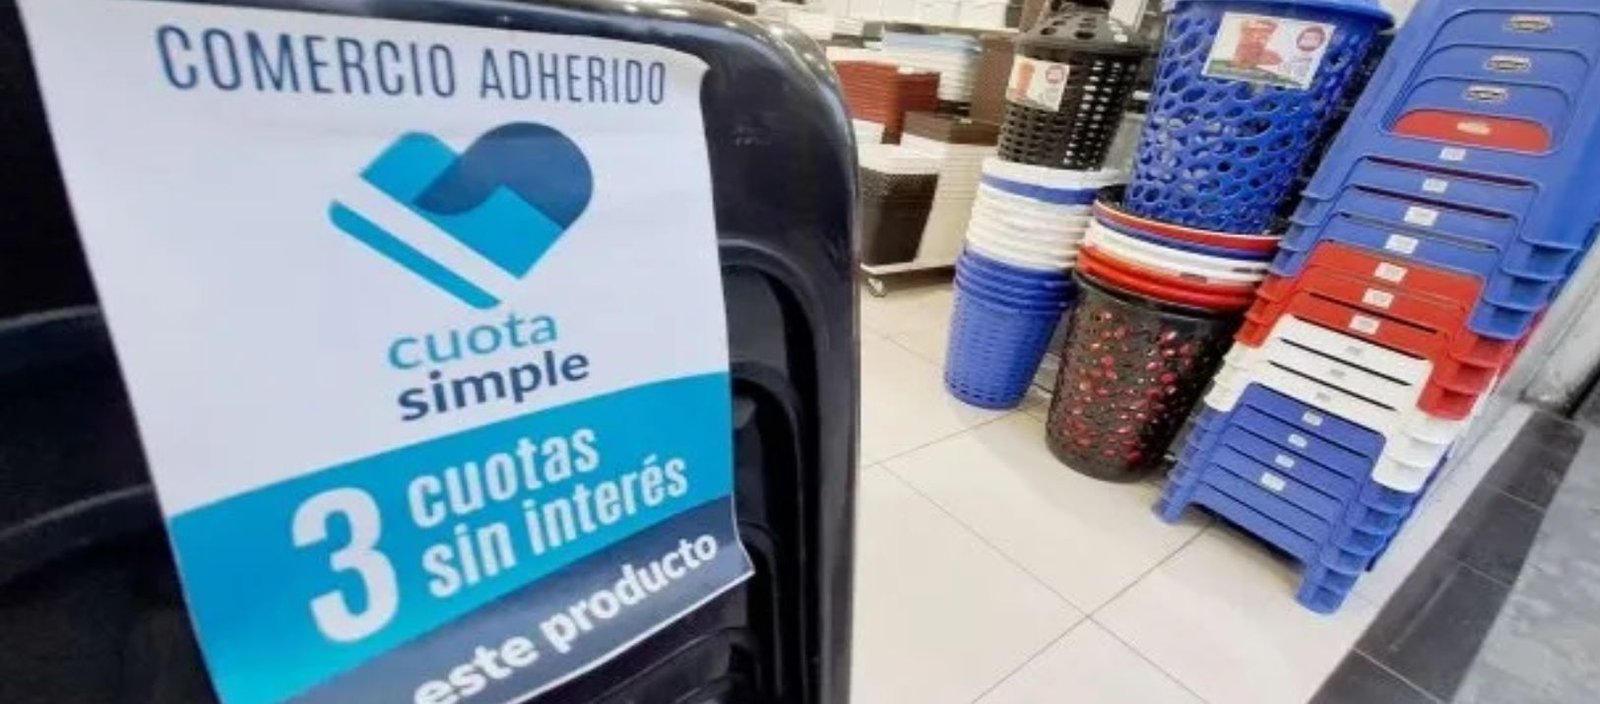 COMERCIO ADHERIDO
cuota
simple
3 cuotas
sin interés
este producto